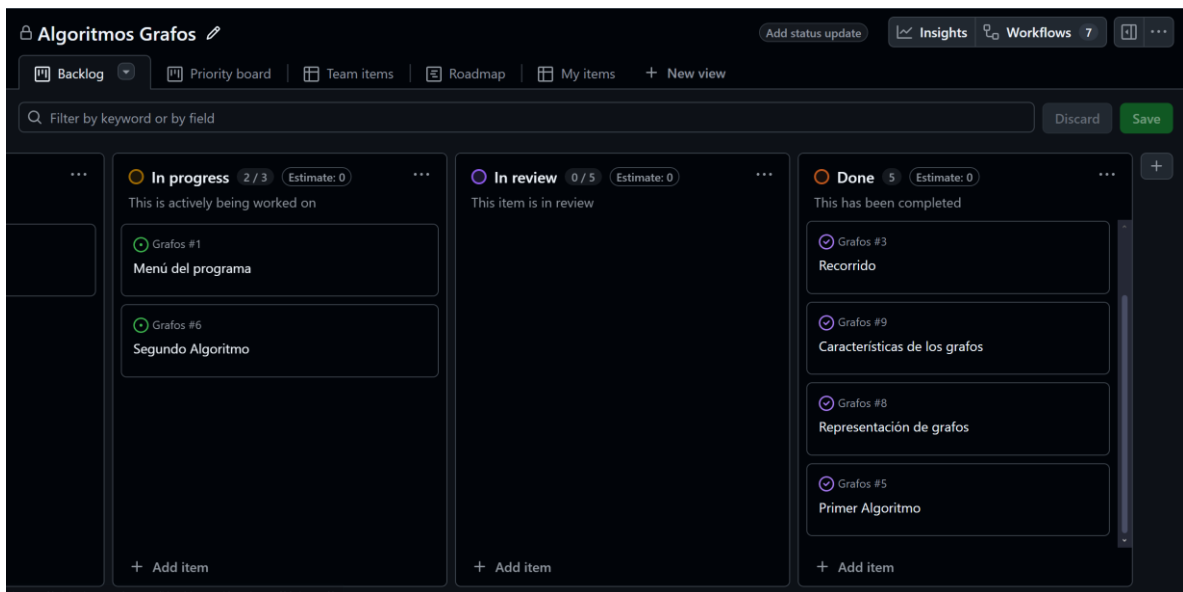 Algoritmos Grafos
Add status update
Insights
Workflows 7
Backlog
Priority board
Team items
Roadmap
My items
+ New view
Filter by keyword or by field
Discard
Save
In progress 2 / 3 Estimate: 0
This is actively being worked on
Grafos #1
Menú del programa
Grafos #6
Segundo Algoritmo
+ Add item
In review 0 / 5 Estimate: 0
This item is in review
+ Add item
Done 5 Estimate: 0
This has been completed
Grafos #3
Recorrido
Grafos #9
Características de los grafos
Grafos #8
Representación de grafos
Grafos #5
Primer Algoritmo
+ Add item